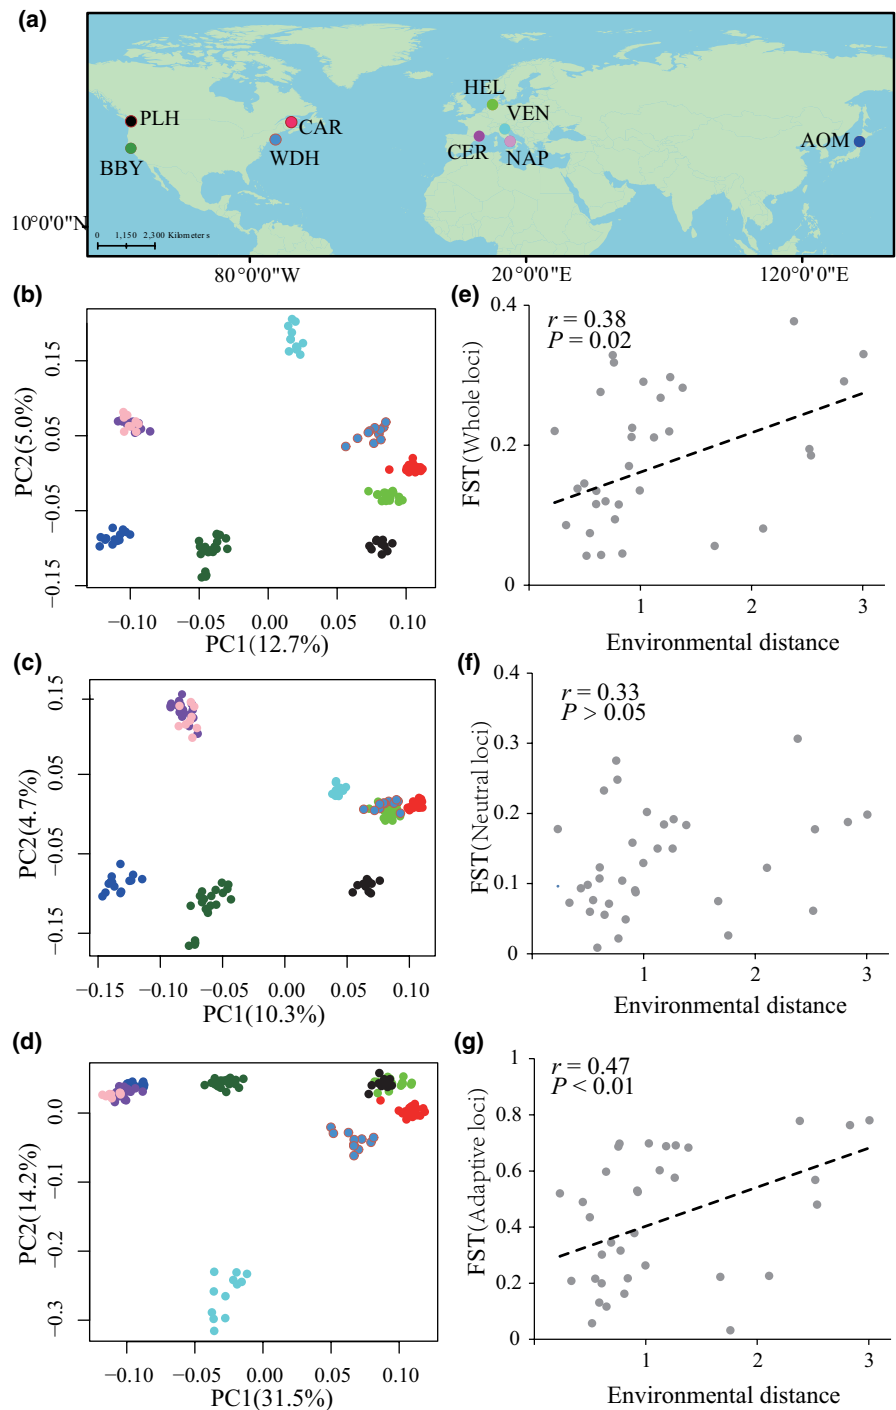 (a)
HEL
PLH
VEN
CAR
CER
NAP
AOM
WDH
BBY
10°0'0"N
0 1,150 2,300 Kilometers
80°0'0"W
20°0'0"E
120°0'0"E
(b)
PC2(5.0%)
0.15
0.05
−0.05
−0.15
−0.10
−0.05
0.00
0.05
0.10
PC1(12.7%)
(e)
r = 0.38
P = 0.02
FST(Whole loci)
0.4
0.2
0
1
2
3
Environmental distance
(c)
PC2(4.7%)
0.15
0.05
−0.05
−0.15
−0.15
−0.10
−0.05
0.00
0.05
0.10
PC1(10.3%)
(f)
r = 0.33
P > 0.05
FST(Neutral loci)
0.4
0.3
0.2
0.1
0
1
2
3
Environmental distance
(d)
PC2(14.2%)
0.0
−0.1
−0.2
−0.3
−0.10
−0.05
0.00
0.05
0.10
PC1(31.5%)
(g)
r = 0.47
P < 0.01
FST(Adaptive loci)
1
0.8
0.6
0.4
0.2
0
1
2
3
Environmental distance